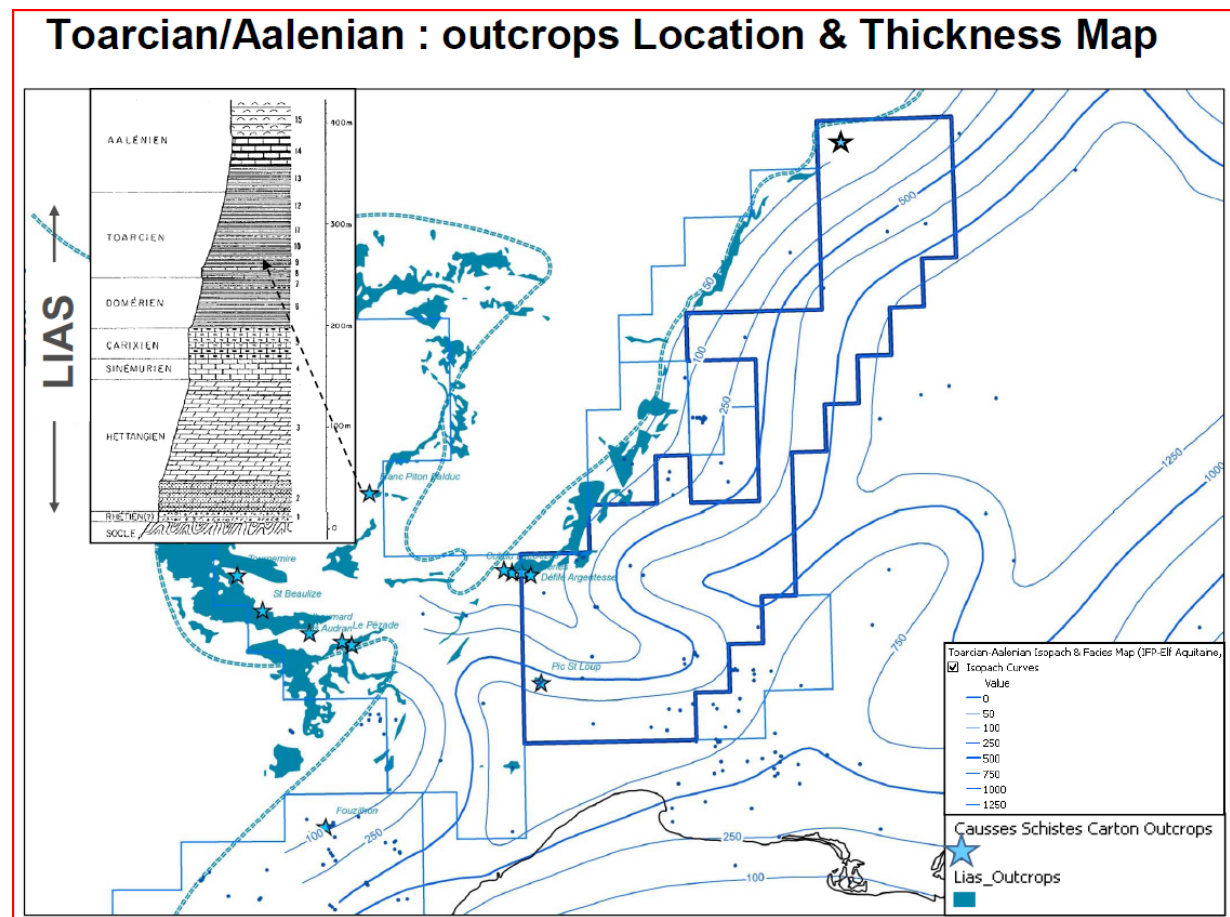 Toarcian/Aalenian : outcrops Location & Thickness Map
LIAS
AALÉNIEN
TOARCIEN
DOMÉRIEN
CARIXIEN
SINÉMURIEN
HETTANGIEN
RHÉTIEN(?)
SOCLE
15
14
13
12
11
10
9
8
7
6
5
4
3
2
1
400m
300m
200m
100m
0
500
50
100
250
1250
1000
750
Tournemire
St Beaulize
Le Pézade
Défilé Argentesse
Pic St Loup
Fouzilhon
100
250
250
100
Toarcian-Aalenian Isopach & Facies Map (IFP-Elf Aquitaine,
Isopach Curves
Value
0
50
100
250
500
750
1000
1250
Causses Schistes Carton Outcrops
Lias_Outcrops